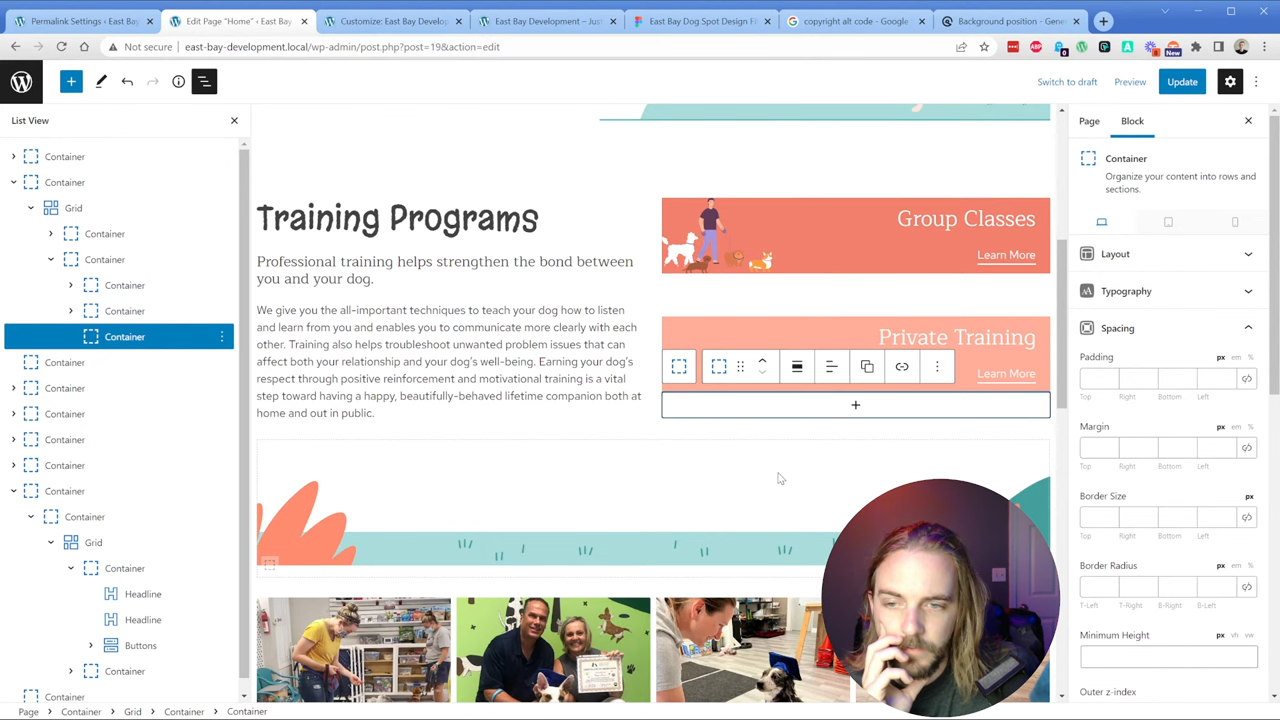 Permalink Settings ‹ East Bay
Edit Page "Home" ‹ East Bay
Customize: East Bay Develop
East Bay Development – Just
East Bay Dog Spot Design Fi
copyright alt code - Google
Background position - Gene
Not secure
east-bay-development.local/wp-admin/post.php?post=19&action=edit
New
Switch to draft
Preview
Update
List View
Container
Container
Grid
Container
Container
Container
Container
Container
Container
Container
Container
Container
Container
Container
Container
Grid
Container
Headline
Headline
Buttons
Container
Container
Training Programs
Professional training helps strengthen the bond between
you and your dog.
We give you the all-important techniques to teach your dog how to listen
and learn from you and enables you to communicate more clearly with each
other. Training also helps troubleshoot unwanted problem issues that can
affect both your relationship and your dog's well-being. Earning your dog's
respect through positive reinforcement and motivational training is a vital
step toward having a happy, beautifully-behaved lifetime companion both at
home and out in public.
Group Classes
Learn More
Private Training
Learn More
Page
Block
Container
Organize your content into rows and
sections.
Layout
Typography
Spacing
Padding
px em %
Top Right Bottom Left
Margin
px em %
Top Right Bottom Left
Border Size
px
Top Right Bottom Left
Border Radius
px em %
T-Left T-Right B-Right B-Left
Minimum Height
px vh vw
Outer z-index
Page > Container > Grid > Container > Container